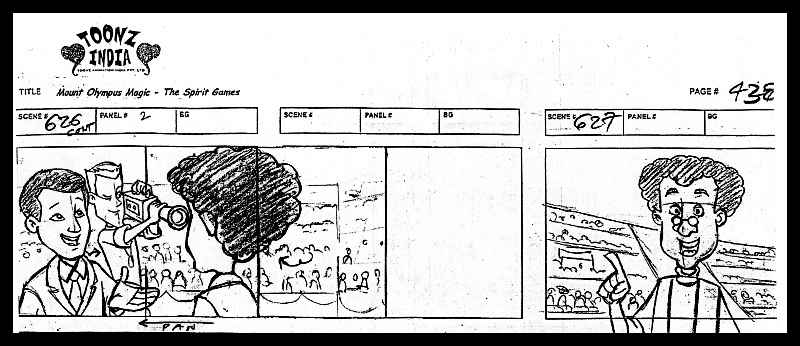 TOONZ
INDIA
TOONZ ANIMATION INDIA PVT. LTD
TITLE Mount Olympus Magic - The Spirit Games
PAGE #
SCENE # 626 CONT PANEL # 2 BG
SCENE # PANEL # BG
SCENE # 627 PANEL # BG
PAN